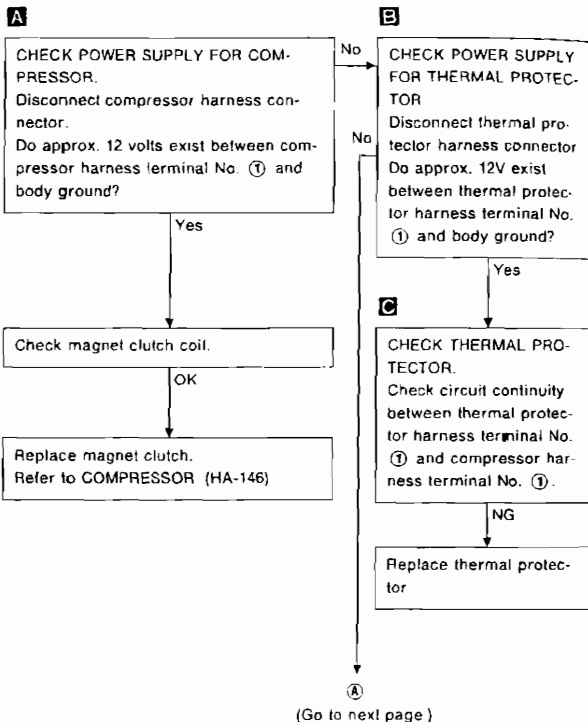 A
CHECK POWER SUPPLY FOR COM-
PRESSOR.
Disconnect compressor harness con-
nector.
Do approx. 12 volts exist between com-
pressor harness terminal No. ① and
body ground?
No
Yes
Check magnet clutch coil.
OK
Replace magnet clutch.
Refer to COMPRESSOR (HA-146)
B
CHECK POWER SUPPLY
FOR THERMAL PROTEC-
TOR
Disconnect thermal pro-
tector harness connector
Do approx. 12V exist
between thermal protec-
tor harness terminal No.
① and body ground?
No
Yes
C
CHECK THERMAL PRO-
TECTOR.
Check circuit continuity
between thermal protec-
tor harness terminal No.
① and compressor har-
ness terminal No. ①.
NG
Replace thermal protec-
tor
Ⓐ
(Go to next page)